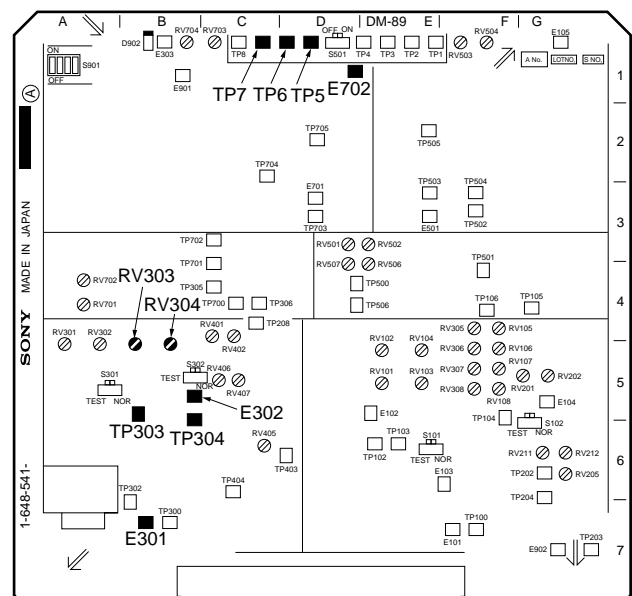 A B C D DM-89 E F G
RV704 RV703 OFF ON RV504 E105
ON D902 E303 TP8 S501 TP4 TP3 TP2 TP1 RV503
S901 A No. LOTNO. S NO.
OFF E901 TP7 TP6 TP5 E702 1
A
TP705 TP505 2
TP704
E701 TP503 TP504
TP703 E501 TP502 3
TP702 RV501 RV502
TP701 RV507 RV506 TP501
RV702 RV303 TP305 TP500 4
RV701 RV304 TP700 TP306 TP506 TP106 TP105
TP208
RV301 RV302 RV401 RV402 RV305 RV105
RV102 RV104 RV306 RV106
S302 RV307 RV107
S301 TEST NOR RV406 RV407 RV101 RV103 RV308 RV201 RV202 5
TEST NOR E302 E102 RV108 E104
TP303 TP304 TP104 S102
TEST NOR
RV405 TP102 TP103 S101 RV211 RV212
TP403 TEST NOR TP202 RV205 6
TP404 E103
TP302 TP204
E301 TP300 E101 TP100
E902 TP203 7
SONY MADE IN JAPAN
1-648-541-